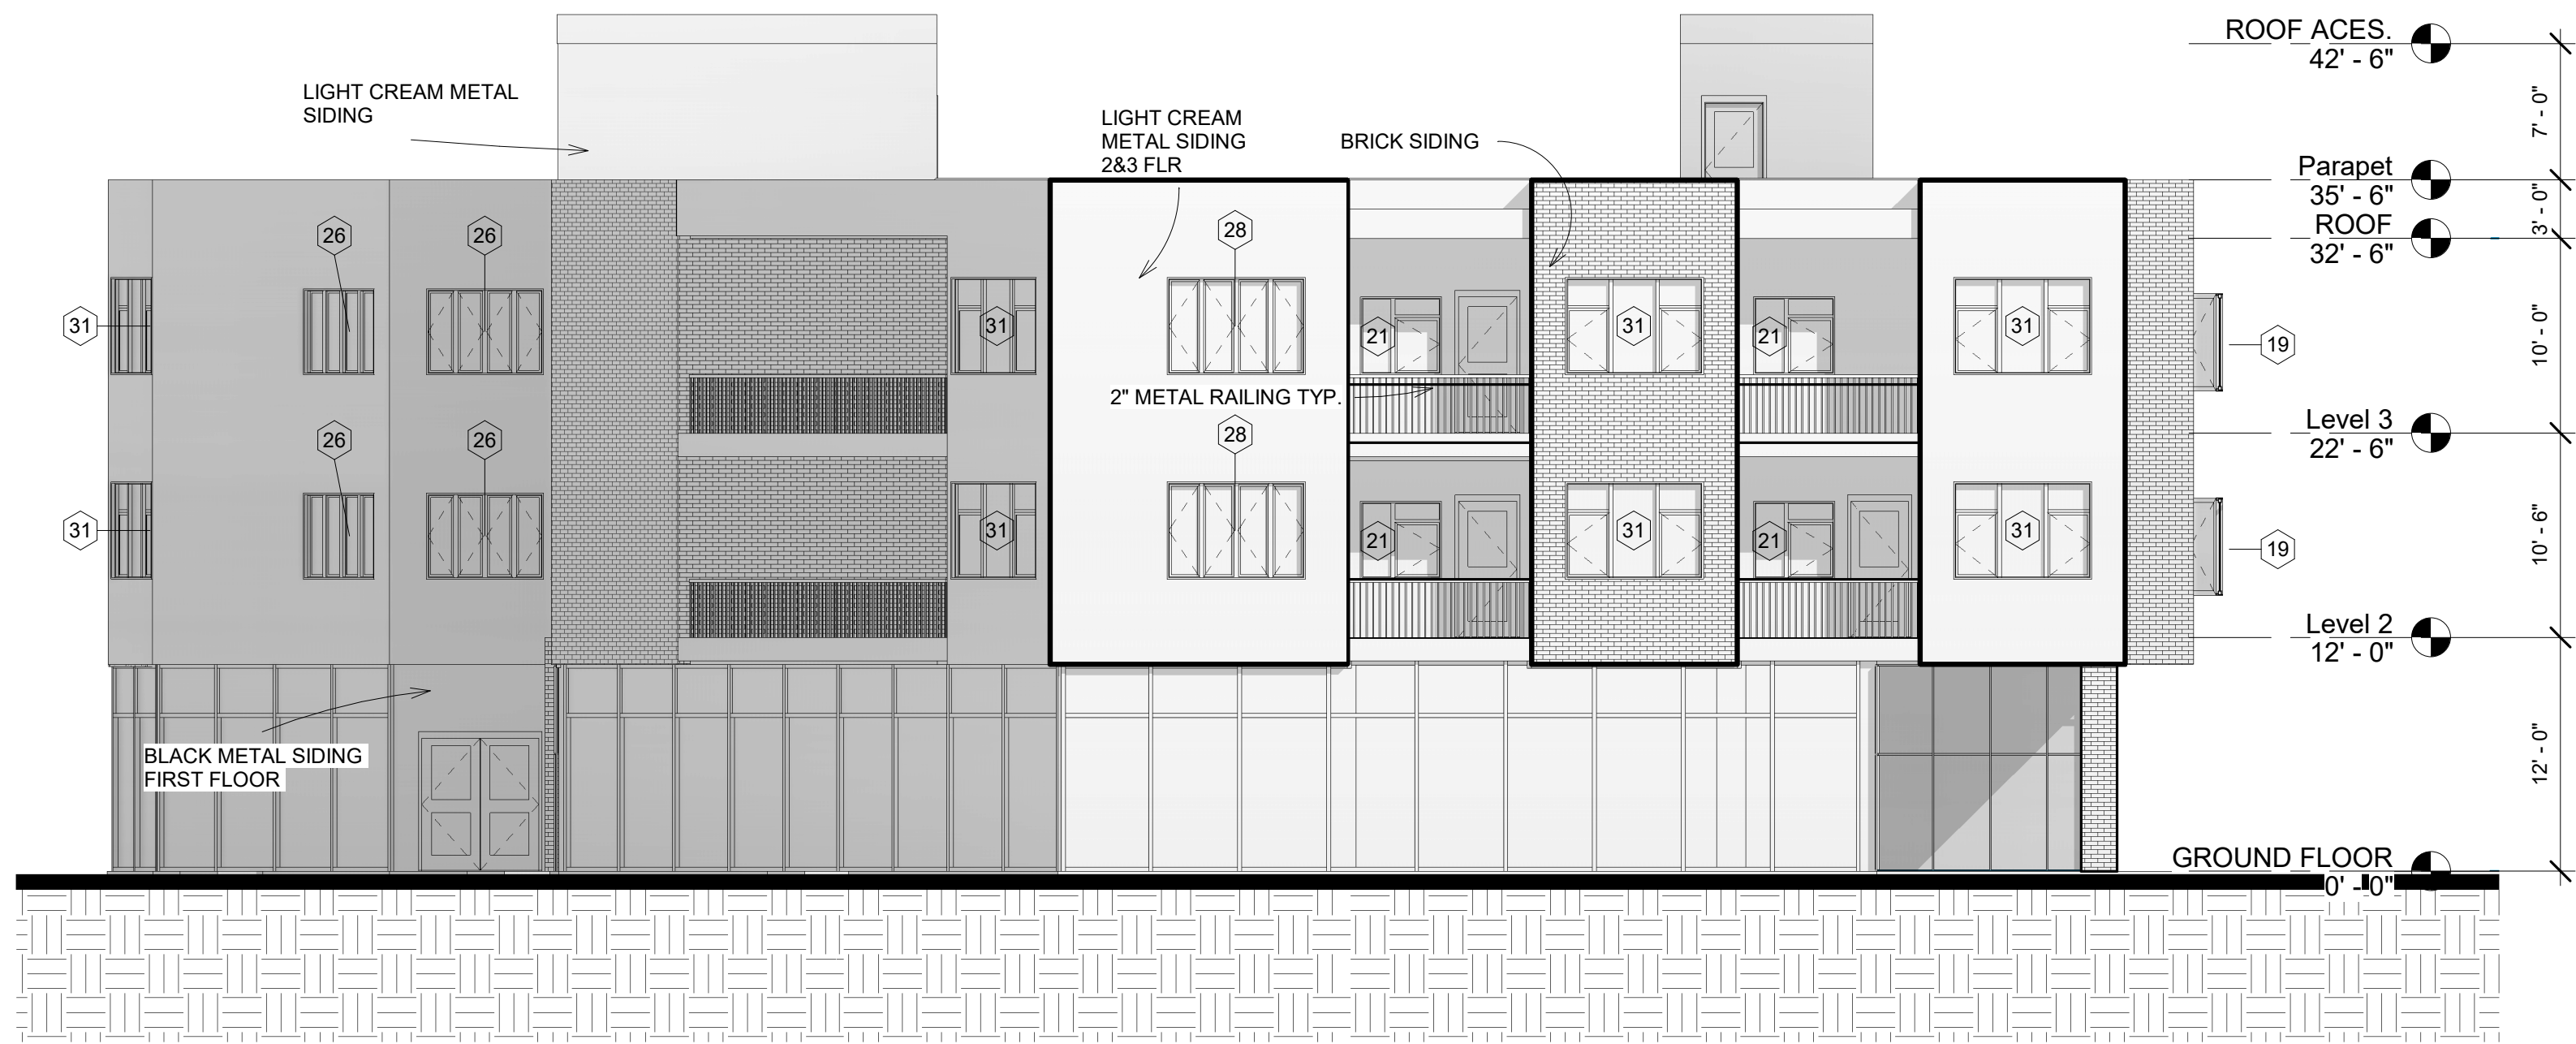 ROOF ACES.
42' - 6"
7' - 0"
LIGHT CREAM METAL
SIDING
LIGHT CREAM
METAL SIDING
2&3 FLR
BRICK SIDING
Parapet
35' - 6"
3' - 0"
ROOF
32' - 6"
26
26
28
31
31
21
31
21
31
19
10' - 0"
2" METAL RAILING TYP.
Level 3
22' - 6"
26
26
28
31
31
21
31
21
31
19
10' - 6"
Level 2
12' - 0"
BLACK METAL SIDING
FIRST FLOOR
12' - 0"
GROUND FLOOR
0' - 0"